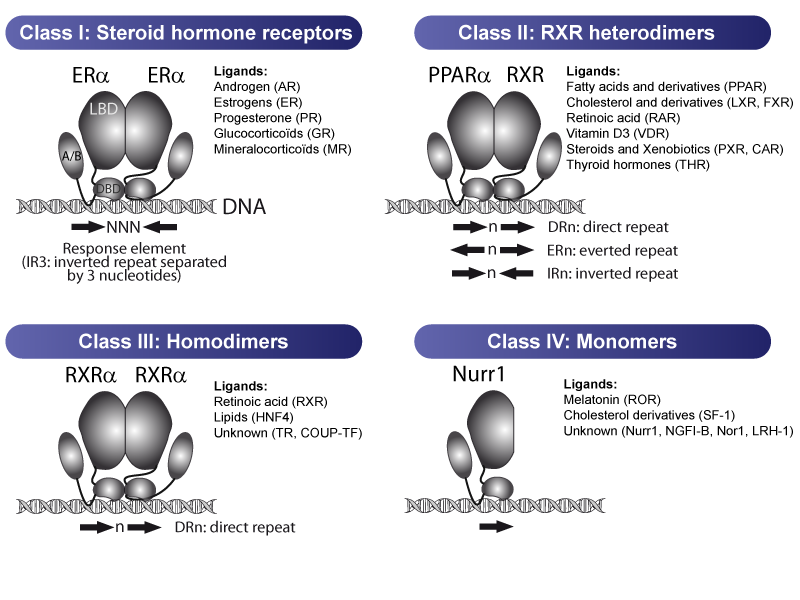 Class I: Steroid hormone receptors
ERα ERα
LBD
A/B
DBD
DNA
Ligands:
Androgen (AR)
Estrogens (ER)
Progesterone (PR)
Glucocorticoïds (GR)
Mineralocorticoïds (MR)
NNN
Response element
(IR3: inverted repeat separated
by 3 nucleotides)
Class II: RXR heterodimers
PPARα RXR
Ligands:
Fatty acids and derivatives (PPAR)
Cholesterol and derivatives (LXR, FXR)
Retinoic acid (RAR)
Vitamin D3 (VDR)
Steroids and Xenobiotics (PXR, CAR)
Thyroid hormones (THR)
n DRn: direct repeat
n ERn: everted repeat
n IRn: inverted repeat
Class III: Homodimers
RXRα RXRα
Ligands:
Retinoic acid (RXR)
Lipids (HNF4)
Unknown (TR, COUP-TF)
n DRn: direct repeat
Class IV: Monomers
Nurr1
Ligands:
Melatonin (ROR)
Cholesterol derivatives (SF-1)
Unknown (Nurr1, NGFI-B, Nor1, LRH-1)